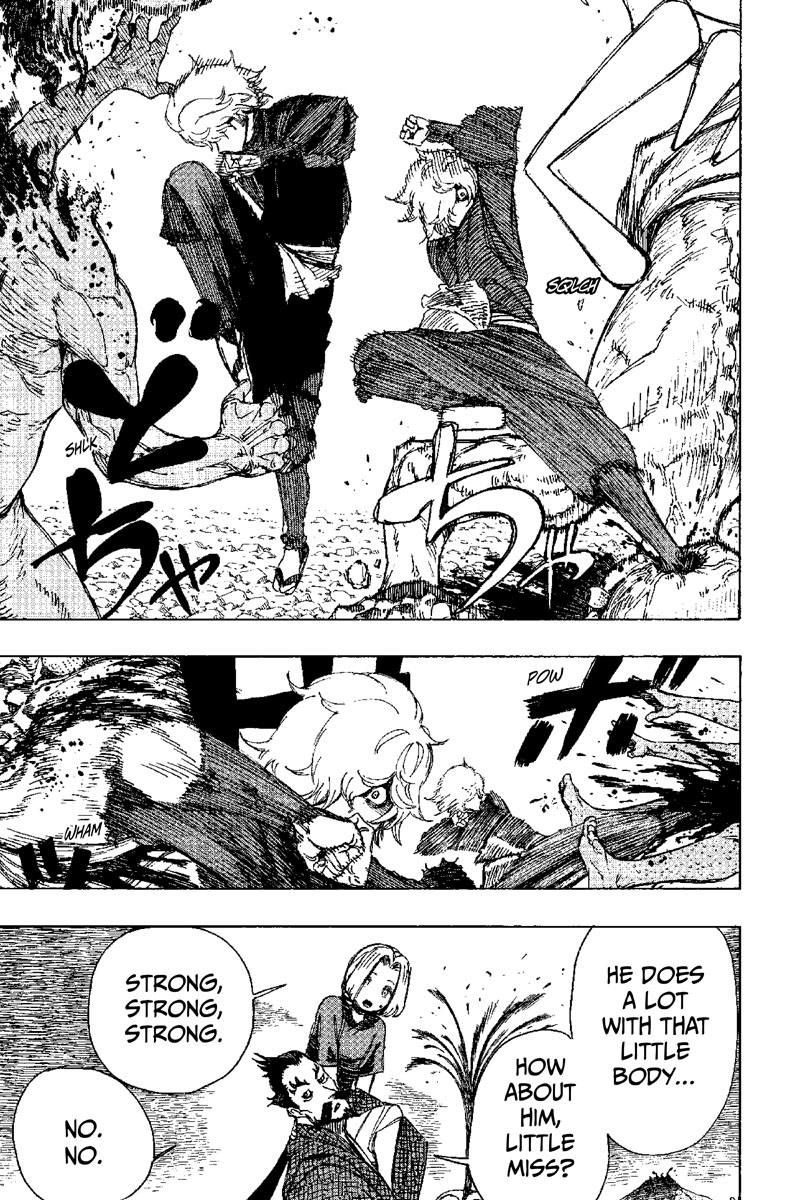 SQLCH
ちゃ
SHLK
どちゃ
POW
WHAM
HE DOES
A LOT
WITH THAT
LITTLE
BODY...
HOW
ABOUT
HIM,
LITTLE
MISS?
STRONG,
STRONG,
STRONG.
NO.
NO.